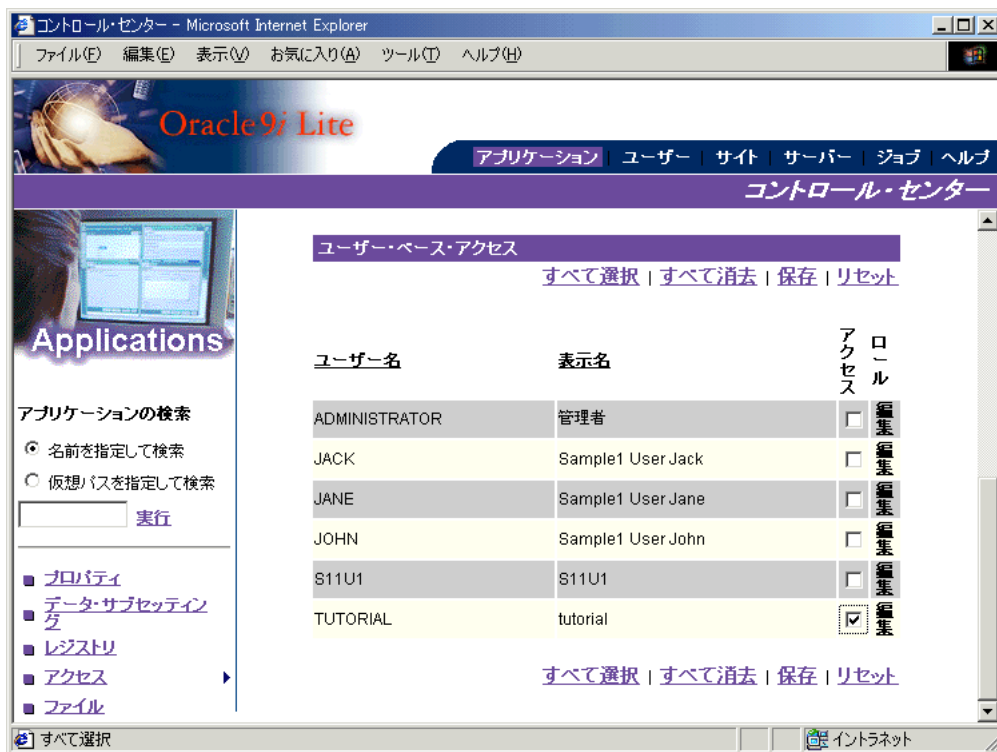 コントロール・センター - Microsoft Internet Explorer
ファイル(F) 編集(E) 表示(V) お気に入り(A) ツール(T) ヘルプ(H)
Oracle9i Lite
アプリケーション ユーザー サイト サーバー ジョブ ヘルプ
コントロール・センター
Applications
アプリケーションの検索
名前を指定して検索
仮想パスを指定して検索
実行
プロパティ
データ・サブセッティン
グ
レジストリ
アクセス
ファイル
ユーザー・ベース・アクセス
すべて選択 | すべて消去 | 保存 | リセット
ユーザー名 表示名 アクセス ロール
ADMINISTRATOR 管理者 編集
JACK Sample1 User Jack 編集
JANE Sample1 User Jane 編集
JOHN Sample1 User John 編集
S11U1 S11U1 編集
TUTORIAL tutorial 編集
すべて選択 | すべて消去 | 保存 | リセット
すべて選択 イントラネット